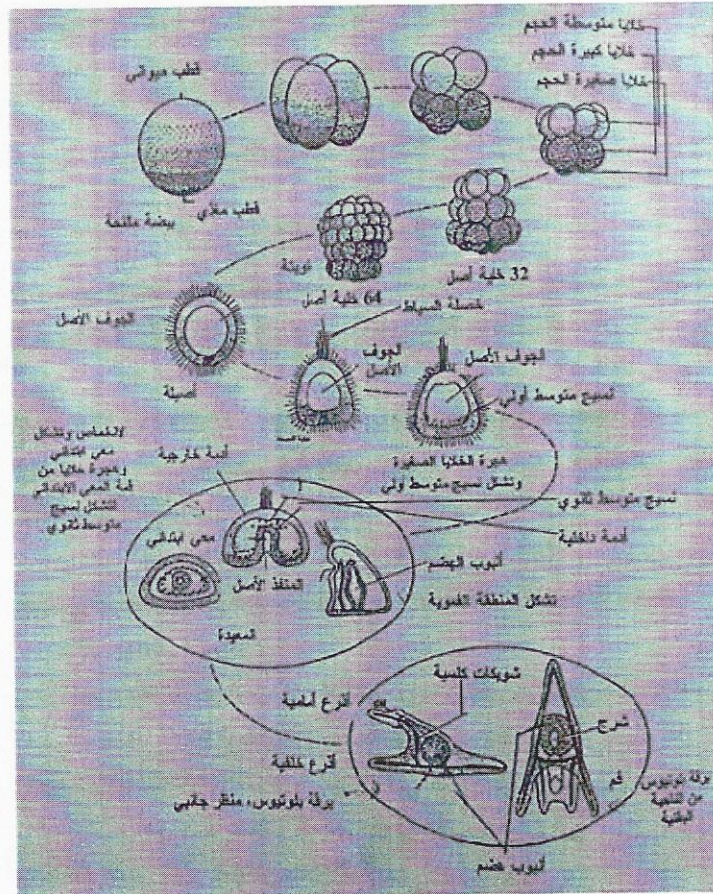 خلايا متوسطة الحجم
خلايا كبيرة الحجم
خلايا صغيرة الحجم
قطب حيواني
قطب معاي
بيضة ملقحة
32 خلية أصل
تويتة
64 خلية أصل
خصلة السياط
الجوف الأصل
أصيلة
الجوف
الأصل
الجوف الأصل
نسيج متوسط أولي
هجرة الخلايا الصغيرة
وتشكل نسيج متوسط أولي
لانغماس وتشكل
معي ابتدائي
وهجرة خلايا من
قمة المعي الابتدائي
لتشكل نسيج
متوسط ثانوي
أدمة خارجية
نسيج متوسط ثانوي
أدمة داخلية
معي ابتدائي
المنفذ الأصل
أنبوب الهضم
تشكل المنطقة الفموية
المعيدة
شويكات كلسية
أذرع أمامية
أذرع خلفية
يرقة بلوتيوس، منظر جانبي
شرج
فم
يرقة بلوتيوس
من الناحية
البطنية
أنبوب هضم